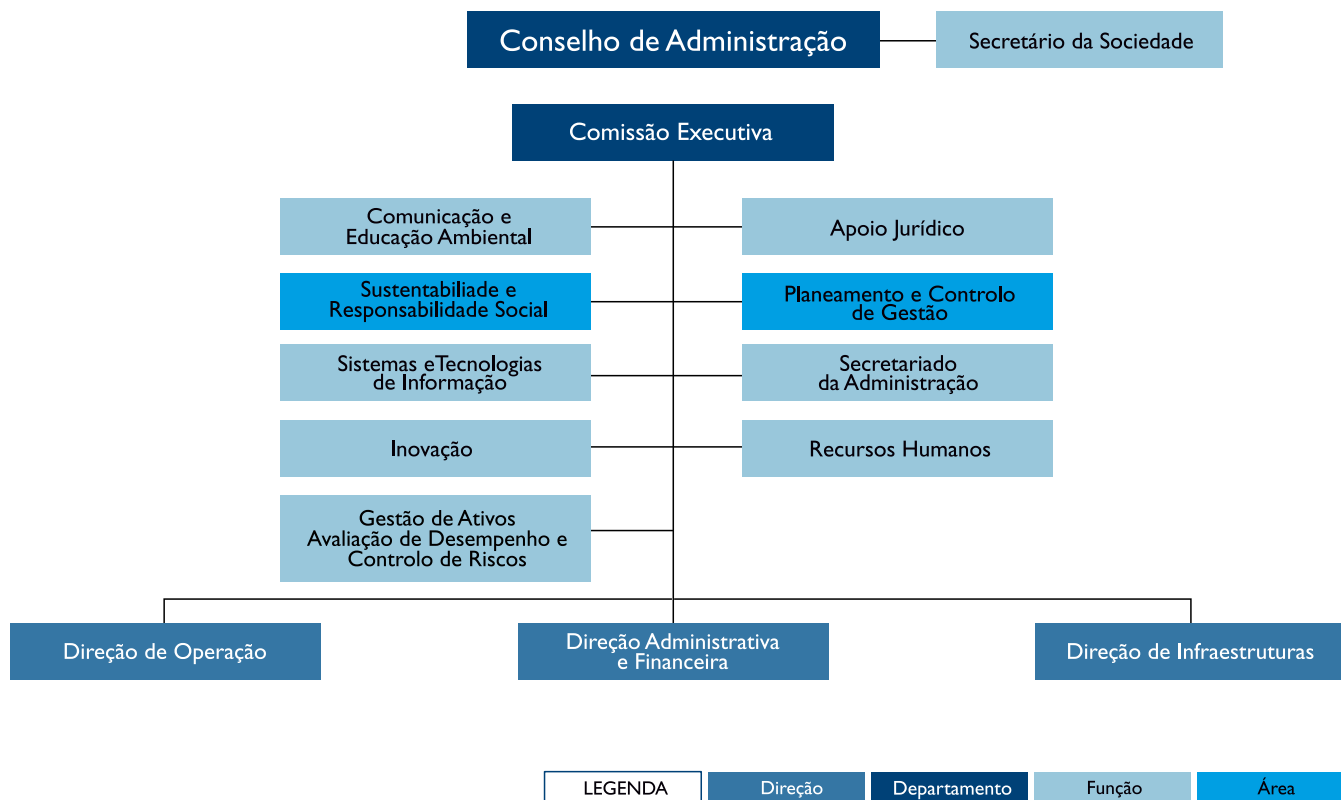 Conselho de Administração
Secretário da Sociedade
Comissão Executiva
Comunicação e
Educação Ambiental
Apoio Jurídico
Sustentabiliade e
Responsabilidade Social
Planeamento e Controlo
de Gestão
Sistemas eTecnologias
de Informação
Secretariado
da Administração
Inovação
Recursos Humanos
Gestão de Ativos
Avaliação de Desempenho e
Controlo de Riscos
Direção de Operação
Direção Administrativa
e Financeira
Direção de Infraestruturas
LEGENDA
Direção
Departamento
Função
Área